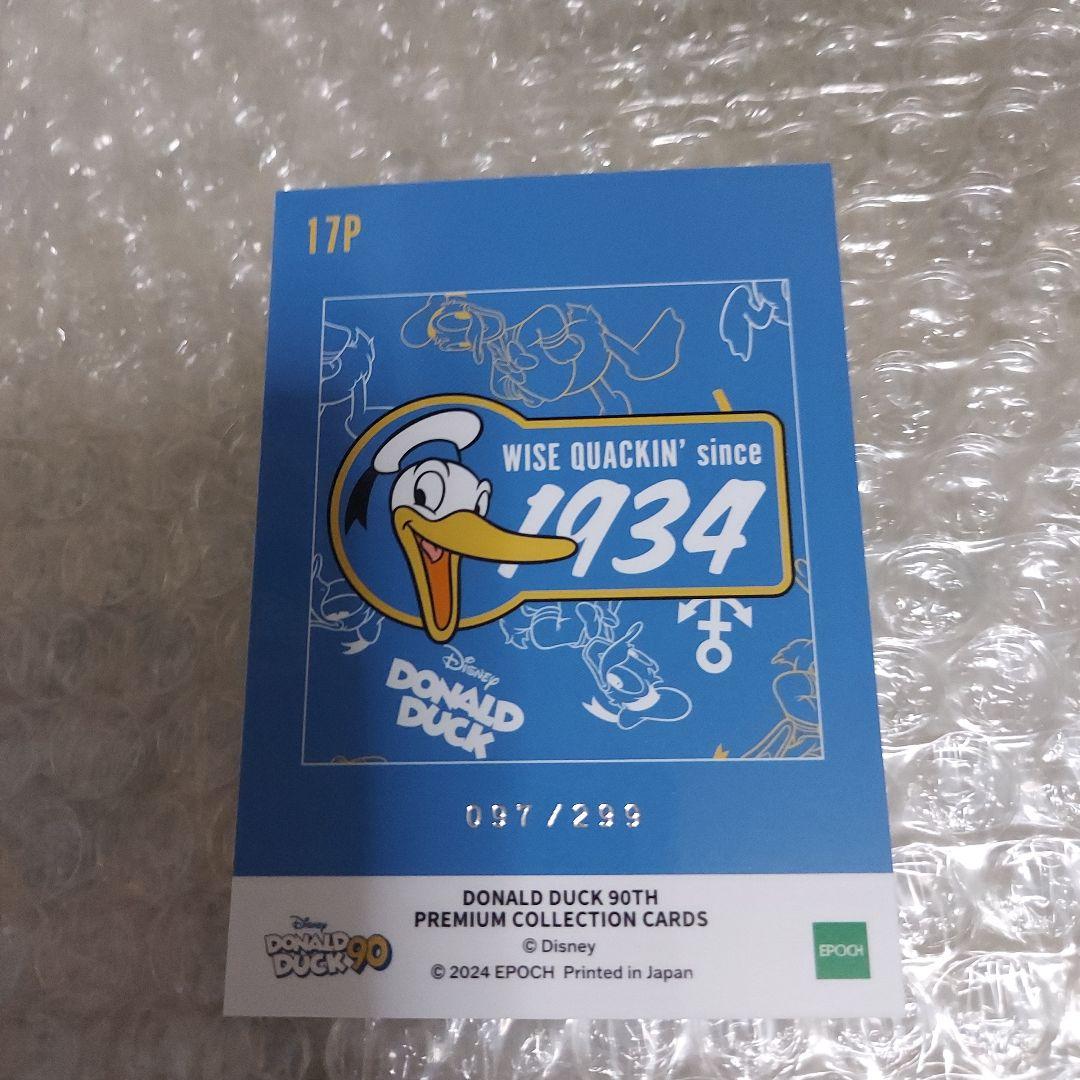 17P
WISE QUACKIN' since
1934
Disney
DONALD
DUCK
097/299
DONALD DUCK 90TH
PREMIUM COLLECTION CARDS
© Disney
© 2024 EPOCH Printed in Japan
Disney
DONALD
DUCK 90
EPOCH